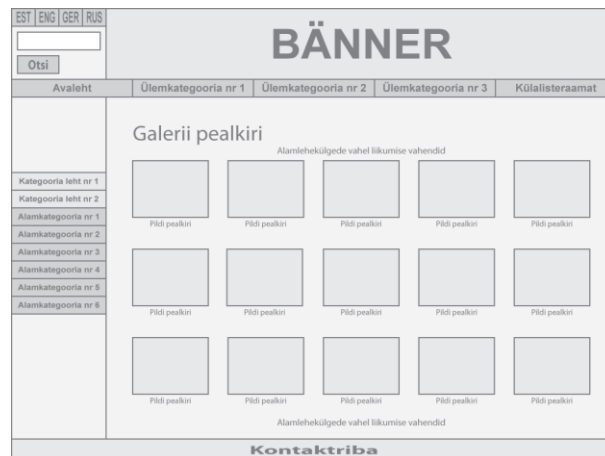 EST ENG GER RUS
Otsi
BÄNNER
Avaleht Ülemkategooria nr 1 Ülemkategooria nr 2 Ülemkategooria nr 3 Külalisteraamat
Kategooria leht nr 1
Kategooria leht nr 2
Alamkategooria nr 1
Alamkategooria nr 2
Alamkategooria nr 3
Alamkategooria nr 4
Alamkategooria nr 5
Alamkategooria nr 6
Galerii pealkiri
Alamlehekülgede vahel liikumise vahendid
Pildi pealkiri Pildi pealkiri Pildi pealkiri Pildi pealkiri Pildi pealkiri
Pildi pealkiri Pildi pealkiri Pildi pealkiri Pildi pealkiri Pildi pealkiri
Pildi pealkiri Pildi pealkiri Pildi pealkiri Pildi pealkiri Pildi pealkiri
Alamlehekülgede vahel liikumise vahendid
Kontaktriba